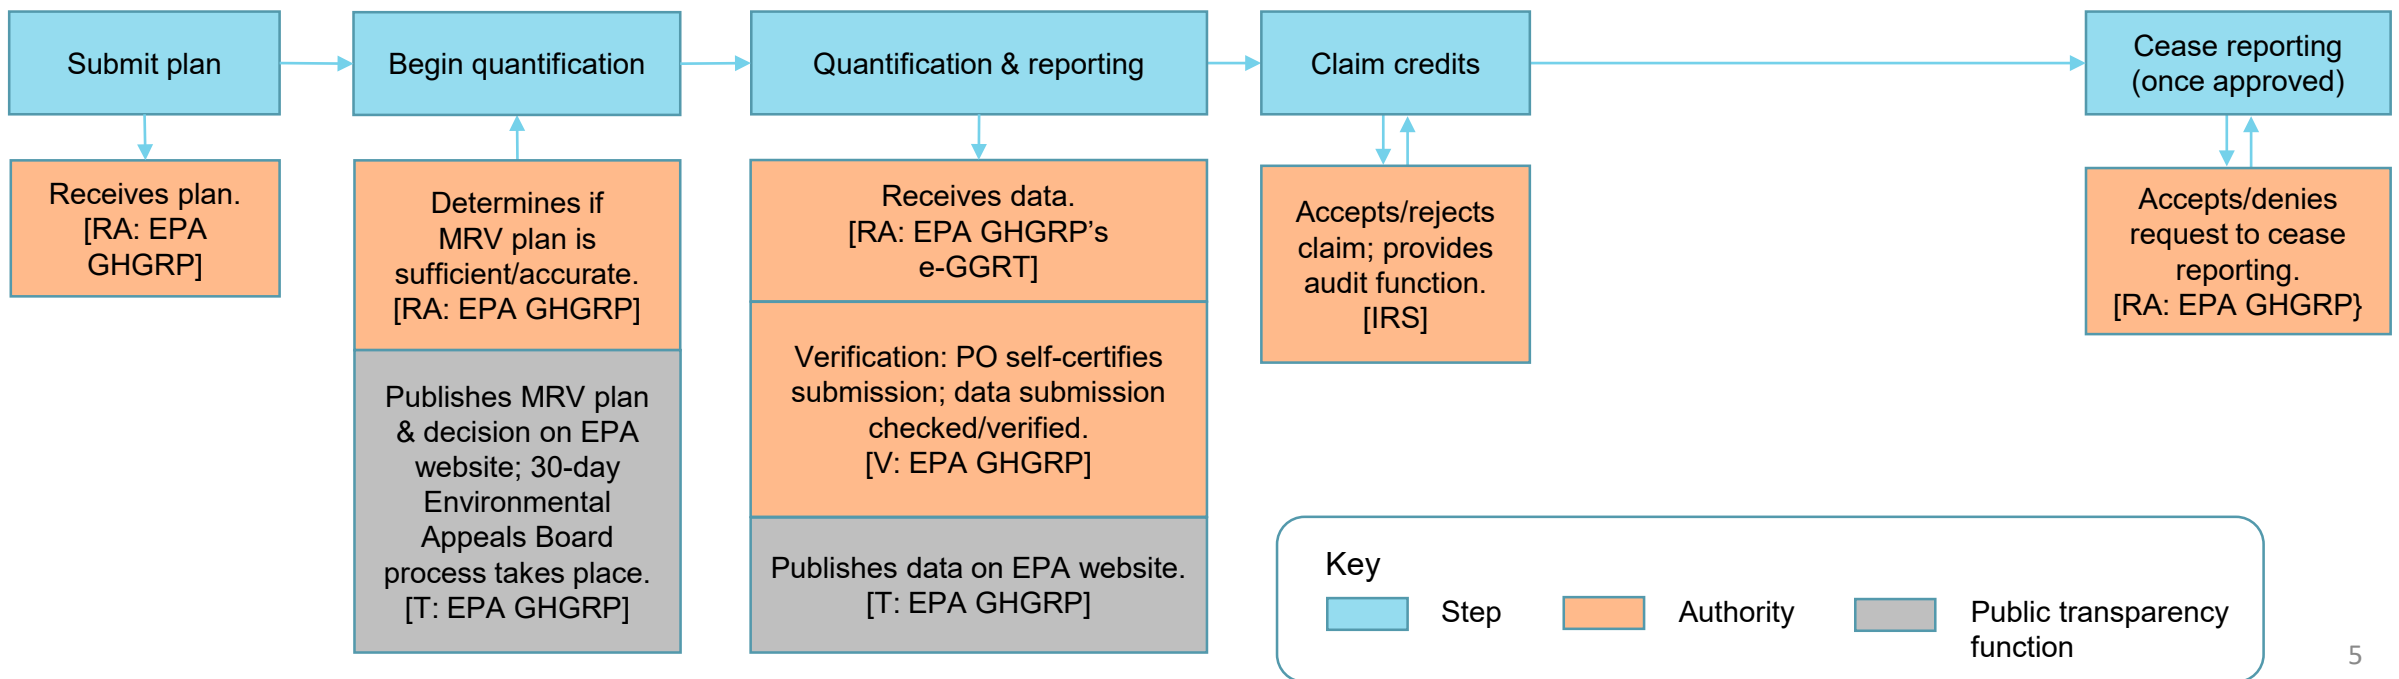 Submit plan
Begin quantification
Quantification & reporting
Claim credits
Cease reporting
(once approved)
Receives plan.
[RA: EPA
GHGRP]
Determines if
MRV plan is
sufficient/accurate.
[RA: EPA GHGRP]
Publishes MRV plan
& decision on EPA
website; 30-day
Environmental
Appeals Board
process takes place.
[T: EPA GHGRP]
Receives data.
[RA: EPA GHGRP’s
e-GGRT]
Verification: PO self-certifies
submission; data submission
checked/verified.
[V: EPA GHGRP]
Publishes data on EPA website.
[T: EPA GHGRP]
Accepts/rejects
claim; provides
audit function.
[IRS]
Accepts/denies
request to cease
reporting.
[RA: EPA GHGRP}
Key
Step
Authority
Public transparency
function
5